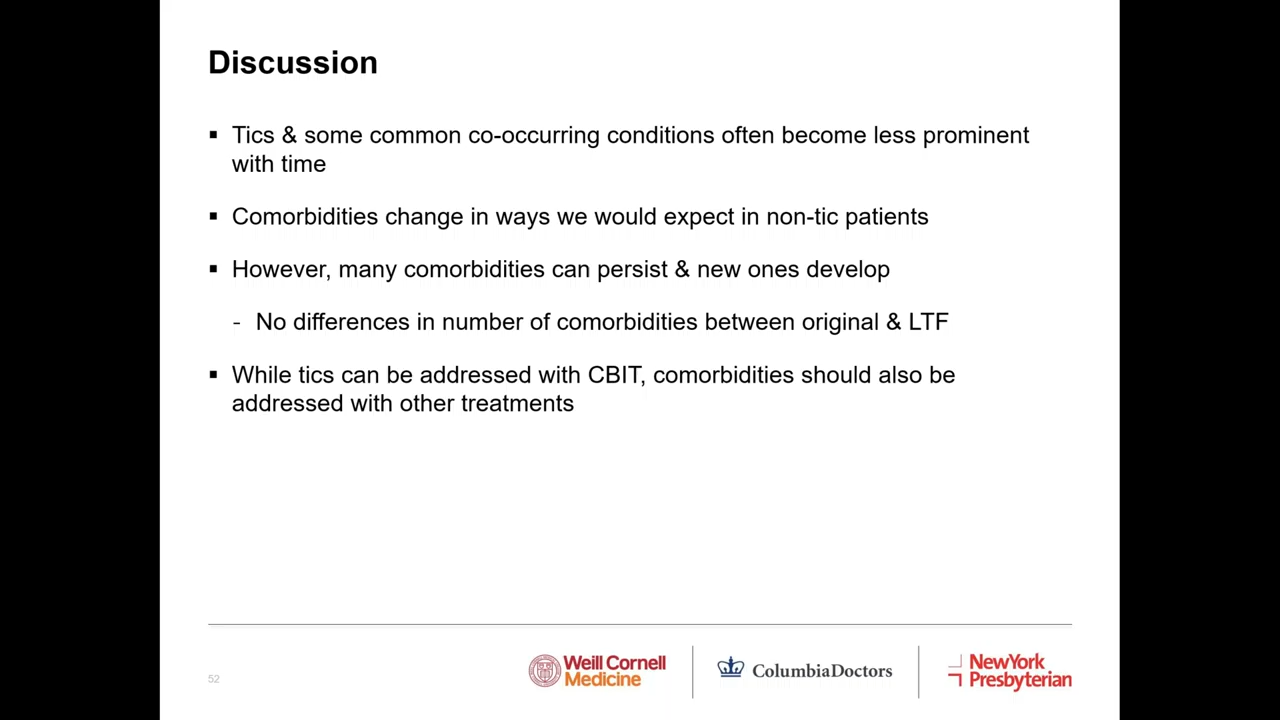 Discussion
▪ Tics & some common co-occurring conditions often become less prominent
with time
▪ Comorbidities change in ways we would expect in non-tic patients
▪ However, many comorbidities can persist & new ones develop
- No differences in number of comorbidities between original & LTF
▪ While tics can be addressed with CBIT, comorbidities should also be
addressed with other treatments
52
Weill Cornell
Medicine
ColumbiaDoctors
NewYork
Presbyterian